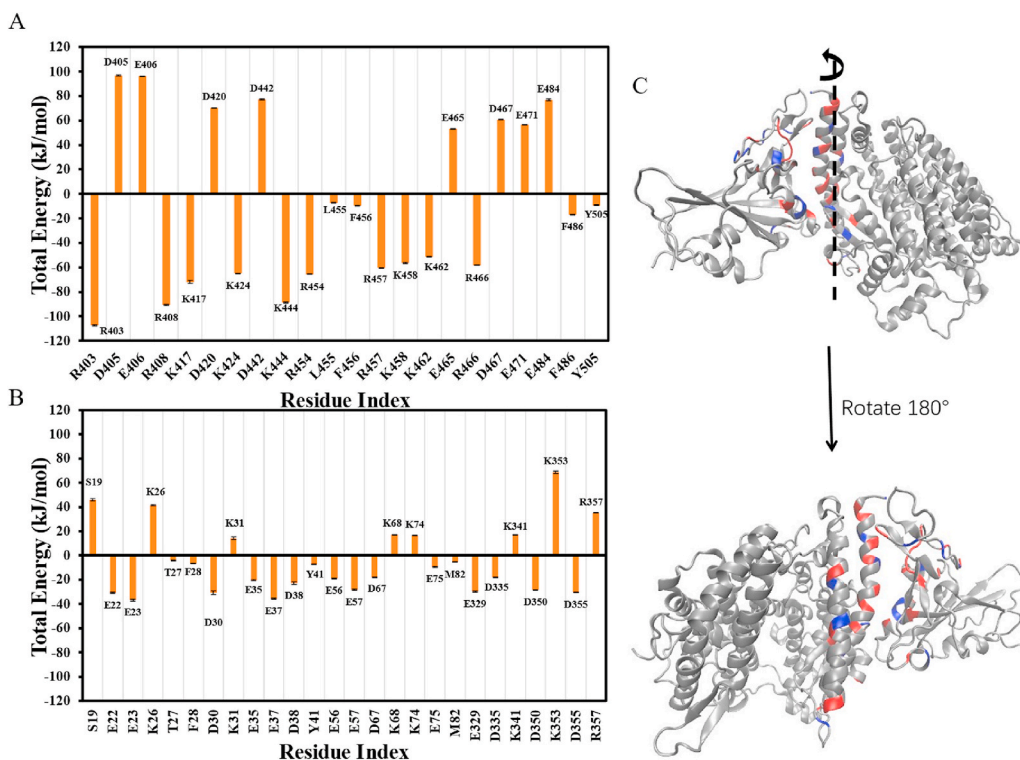 A
Total Energy (kJ/mol)
120
100
80
60
40
20
0
-20
-40
-60
-80
-100
-120
R403
D405
E406
R408
K417
D420
K424
D442
K444
R454
L455
F456
R457
K458
K462
E465
R466
D467
E471
E484
F486
Y505
R403
D405
E406
R408
K417
D420
K424
D442
K444
R454
L455
F456
R457
K458
K462
E465
R466
D467
E471
E484
F486
Y505
Residue Index
B
Total Energy (kJ/mol)
120
100
80
60
40
20
0
-20
-40
-60
-80
-100
-120
S19
E22
E23
K26
T27
F28
D30
K31
E35
E37
D38
Y41
E56
E57
D67
K68
K74
E75
M82
E329
D335
K341
D350
K353
D355
R357
S19
E22
E23
K26
T27
F28
D30
K31
E35
E37
D38
Y41
E56
E57
D67
K68
K74
E75
M82
E329
D335
K341
D350
K353
D355
R357
Residue Index
C
Rotate 180°